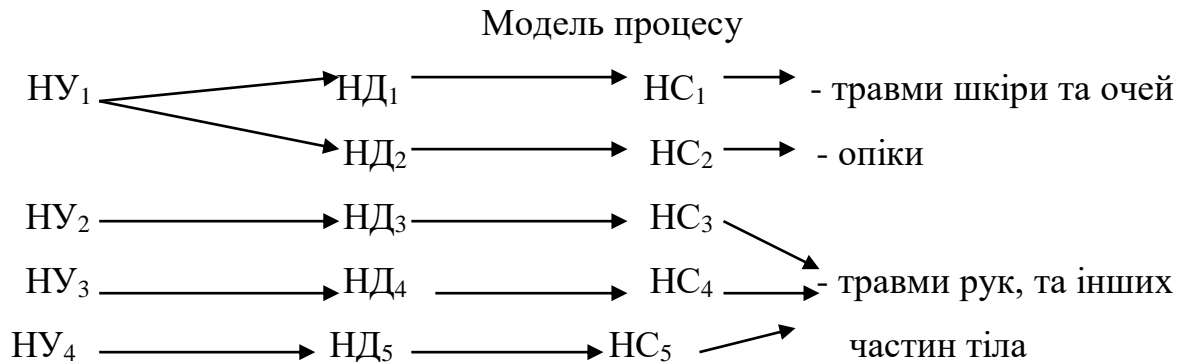 Модель процесу
НУ₁ НД₁ НС₁ - травми шкіри та очей
НД₂ НС₂ - опіки
НУ₂ НД₃ НС₃
НУ₃ НД₄ НС₄ - травми рук, та інших
НУ₄ НД₅ НС₅ частин тіла